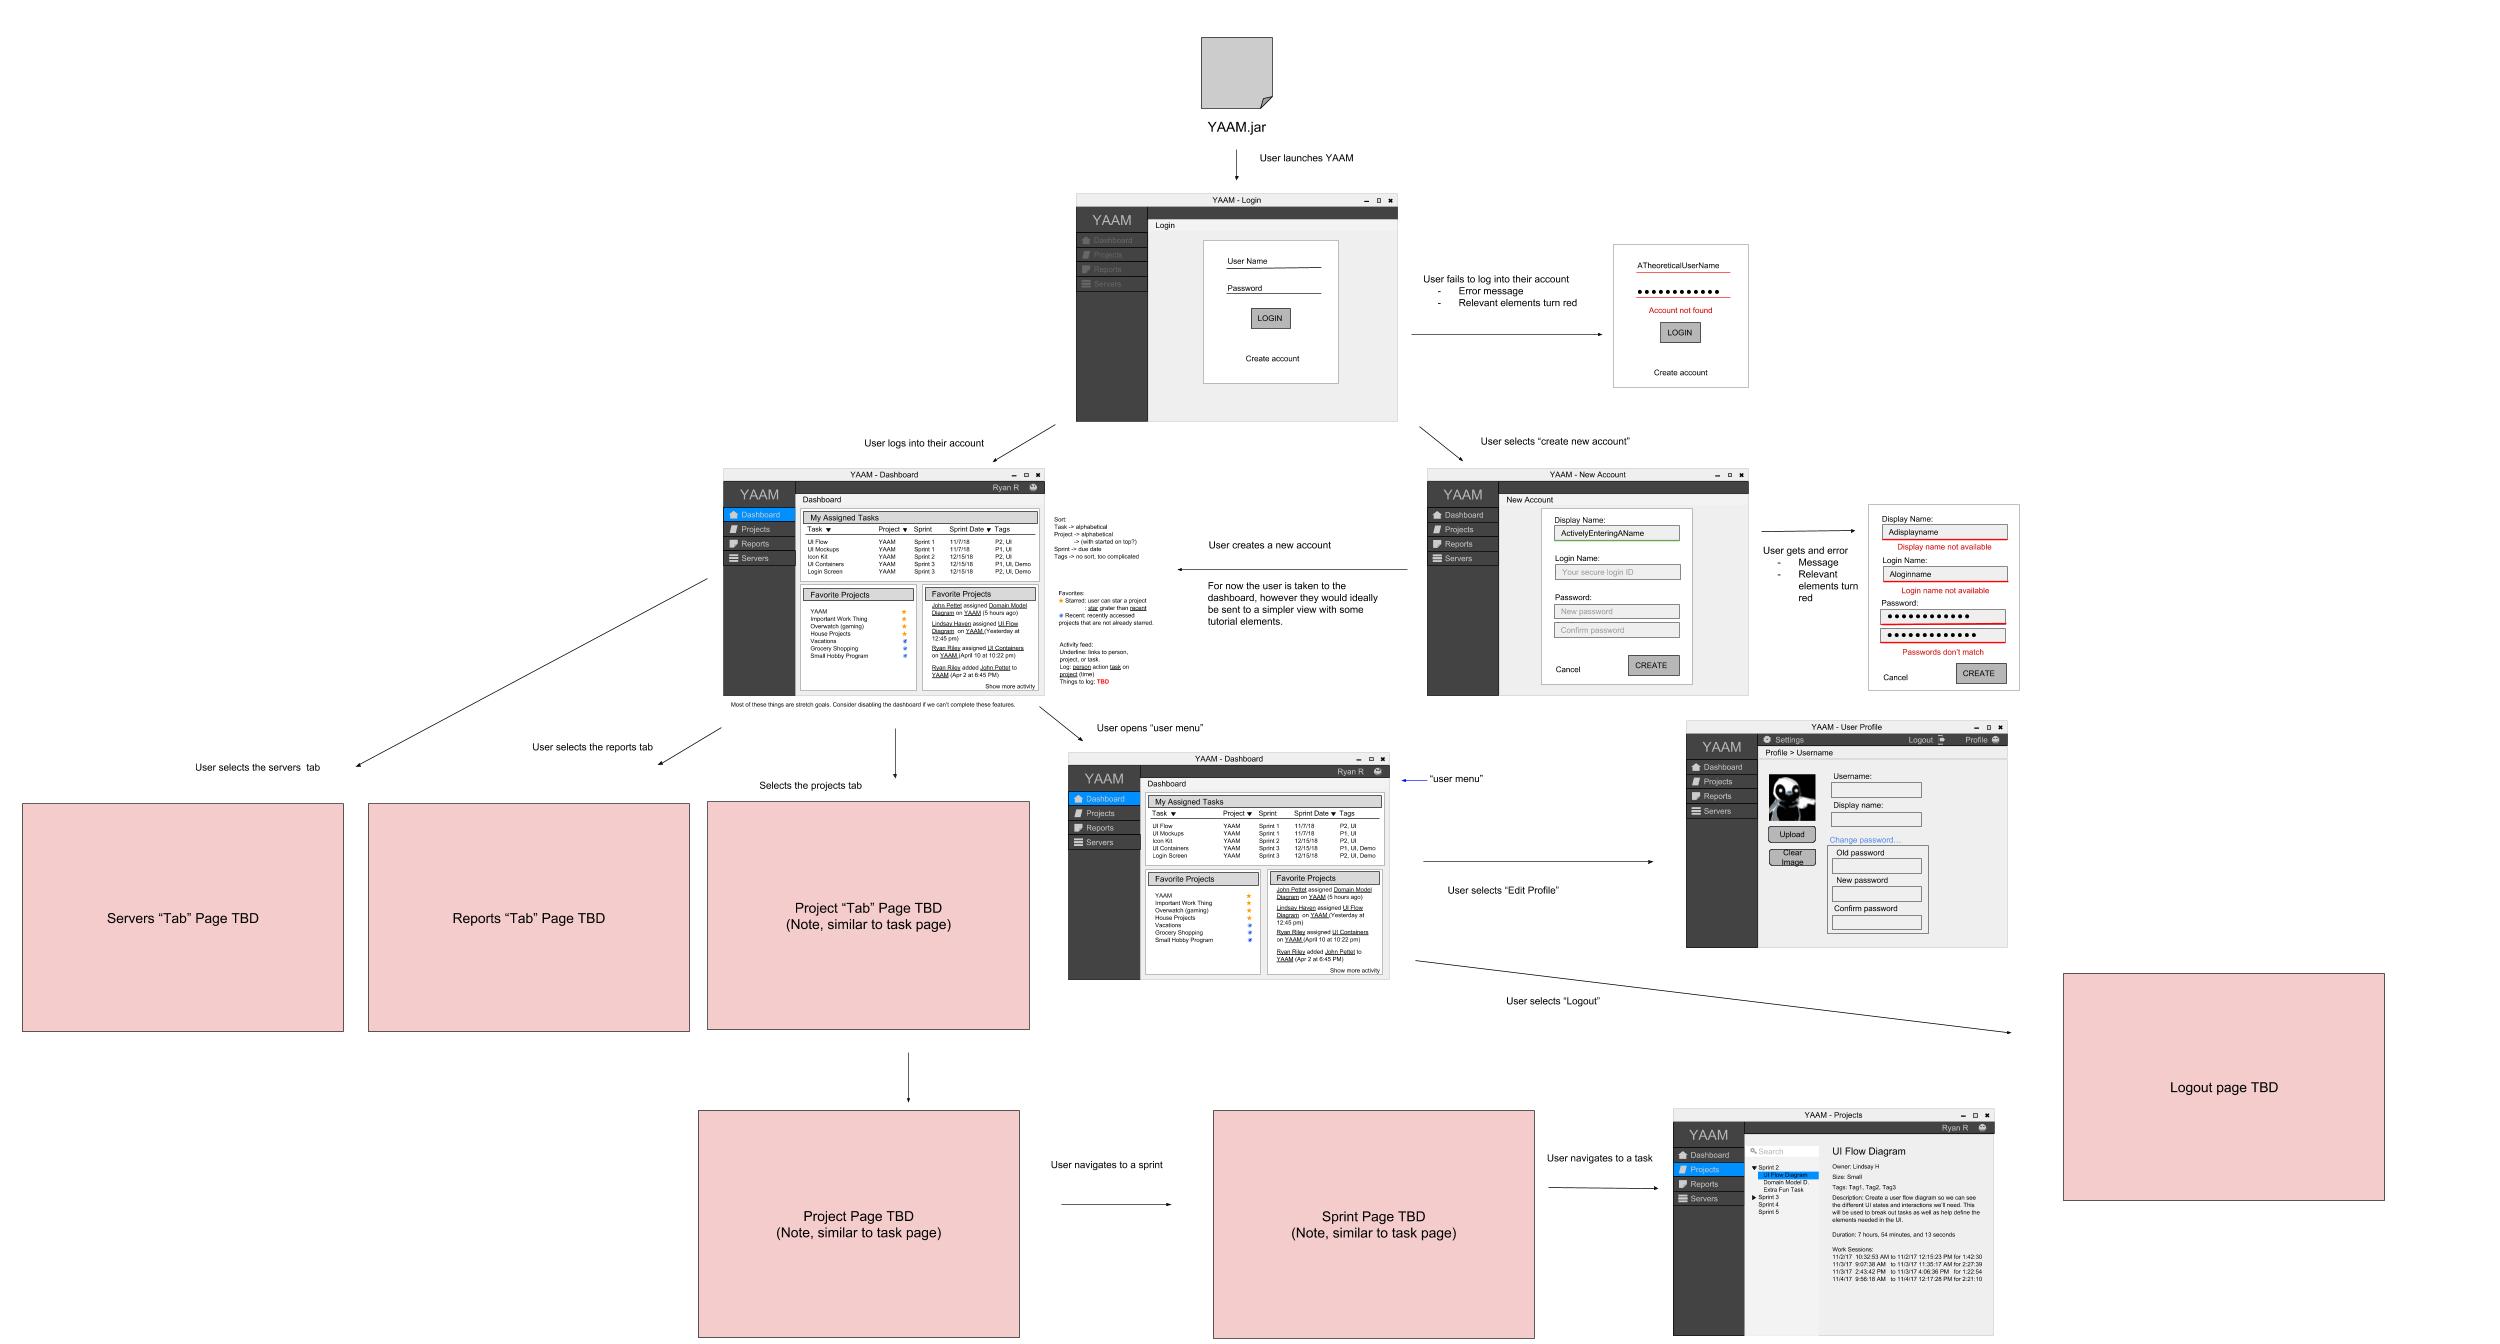 YAAM.jar
User launches YAAM
YAAM - Login
YAAM
Login
Dashboard
Projects
Reports
Servers
User Name
Password
LOGIN
Create account
User fails to log into their account
- Error message
- Relevant elements turn red
ATheoreticalUserName
Account not found
LOGIN
Create account
User logs into their account
User selects “create new account”
YAAM - Dashboard
Ryan R
YAAM
Dashboard
Dashboard
Projects
Reports
Servers
My Assigned Tasks
Task Project Sprint Sprint Date Tags
UI Flow YAAM Sprint 1 11/7/18 P2, UI
UI Mockups YAAM Sprint 1 11/7/18 P1, UI
Icon Kit YAAM Sprint 2 12/15/18 P2, UI
UI Containers YAAM Sprint 3 12/15/18 P1, UI, Demo
Login Screen YAAM Sprint 3 12/15/18 P2, UI, Demo
Favorite Projects
YAAM
Important Work Thing
Overwatch (gaming)
House Projects
Vacations
Grocery Shopping
Small Hobby Program
Favorite Projects
John Pettet assigned Domain Model
Diagram on YAAM (5 hours ago)
Lindsay Haven assigned UI Flow
Diagram on YAAM (Yesterday at
12:45 pm)
Ryan Riley assigned UI Containers
on YAAM (April 10 at 10:22 pm)
Ryan Riley added John Pettet to
YAAM (Apr 2 at 6:45 PM)
Show more activity
Most of these things are stretch goals. Consider disabling the dashboard if we can’t complete these features.
Sort:
Task -> alphabetical
Project -> alphabetical
-> (with started on top?)
Sprint -> due date
Tags -> no sort, too complicated
Favorites:
Starred: user can star a project
: star grater than recent
Recent: recently accessed
projects that are not already starred.
Activity feed:
Underline: links to person,
project, or task.
Log: person action task on
project (time)
Things to log: TBD
User creates a new account
For now the user is taken to the
dashboard, however they would ideally
be sent to a simpler view with some
tutorial elements.
YAAM - New Account
YAAM
New Account
Dashboard
Projects
Reports
Servers
Display Name:
ActivelyEnteringAName
Login Name:
Your secure login ID
Password:
New password
Confirm password
Cancel
CREATE
User gets and error
- Message
- Relevant
elements turn
red
Display Name:
Adisplayname
Display name not available
Login Name:
Aloginname
Login name not available
Password:
Passwords don’t match
Cancel
CREATE
User selects the servers tab
User selects the reports tab
Selects the projects tab
User opens “user menu”
YAAM - Dashboard
Ryan R
YAAM
Dashboard
Dashboard
Projects
Reports
Servers
My Assigned Tasks
Task Project Sprint Sprint Date Tags
UI Flow YAAM Sprint 1 11/7/18 P2, UI
UI Mockups YAAM Sprint 1 11/7/18 P1, UI
Icon Kit YAAM Sprint 2 12/15/18 P2, UI
UI Containers YAAM Sprint 3 12/15/18 P1, UI, Demo
Login Screen YAAM Sprint 3 12/15/18 P2, UI, Demo
Favorite Projects
YAAM
Important Work Thing
Overwatch (gaming)
House Projects
Vacations
Grocery Shopping
Small Hobby Program
Favorite Projects
John Pettet assigned Domain Model
Diagram on YAAM (5 hours ago)
Lindsay Haven assigned UI Flow
Diagram on YAAM (Yesterday at
12:45 pm)
Ryan Riley assigned UI Containers
on YAAM (April 10 at 10:22 pm)
Ryan Riley added John Pettet to
YAAM (Apr 2 at 6:45 PM)
Show more activity
“user menu”
User selects “Edit Profile”
YAAM - User Profile
YAAM
Settings
Logout
Profile
Profile > Username
Dashboard
Projects
Reports
Servers
Upload
Clear
Image
Username:
Display name:
Change password...
Old password
New password
Confirm password
User selects “Logout”
Servers “Tab” Page TBD
Reports “Tab” Page TBD
Project “Tab” Page TBD
(Note, similar to task page)
Logout page TBD
Project Page TBD
(Note, similar to task page)
User navigates to a sprint
Sprint Page TBD
(Note, similar to task page)
User navigates to a task
YAAM - Projects
Ryan R
YAAM
Dashboard
Projects
Reports
Servers
Search
Sprint 2
UI Flow Diagram
Domain Model D.
Extra Fun Task
Sprint 3
Sprint 4
Sprint 5
UI Flow Diagram
Owner: Lindsay H
Size: Small
Tags: Tag1, Tag2, Tag3
Description: Create a user flow diagram so we can see
the different UI states and interactions we’ll need. This
will be used to break out tasks as well as help define the
elements needed in the UI.
Duration: 7 hours, 54 minutes, and 13 seconds
Work Sessions:
11/2/17 10:32:53 AM to 11/2/17 12:15:23 PM for 1:42:30
11/3/17 9:07:38 AM to 11/3/17 11:35:17 AM for 2:27:39
11/3/17 2:43:42 PM to 11/3/17 4:06:36 PM for 1:22:54
11/4/17 9:56:18 AM to 11/4/17 12:17:28 PM for 2:21:10